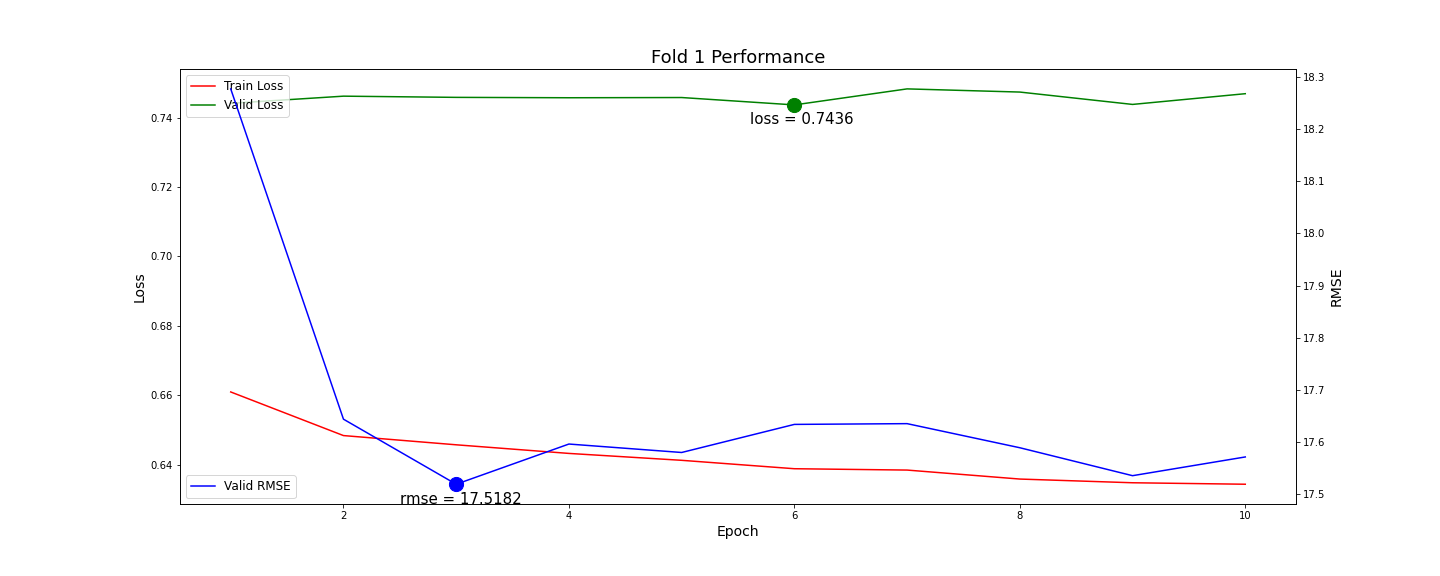 Fold 1 Performance
Train Loss
Valid Loss
loss = 0.7436
Valid RMSE
rmse = 17.5182
Loss
0.74
0.72
0.70
0.68
0.66
0.64
RMSE
18.3
18.2
18.1
18.0
17.9
17.8
17.7
17.6
17.5
2
4
6
8
10
Epoch